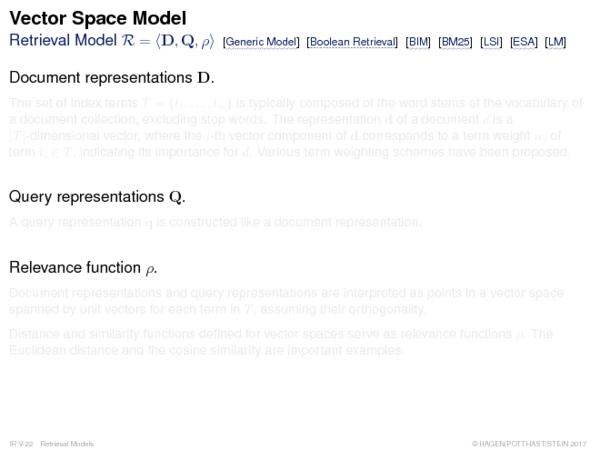 Vector Space Model
Retrieval Model ℛ = ⟨D, Q, ρ⟩ [Generic Model] [Boolean Retrieval] [BIM] [BM25] [LSI] [ESA] [LM]
Document representations D.
The set of index terms T = {t₁, . . . , tₘ} is typically composed of the word stems of the vocabulary of
a document collection, excluding stop words. The representation d of a document d is a
|T|-dimensional vector, where the i-th vector component of d corresponds to a term weight wᵢ of
term tᵢ ∈ T, indicating its importance for d. Various term weighting schemes have been proposed.
Query representations Q.
A query representation q is constructed like a document representation.
Relevance function ρ.
Document representations and query representations are interpreted as points in a vector space
spanned by unit vectors for each term in T, assuming their orthogonality.
Distance and similarity functions defined for vector spaces serve as relevance functions ρ. The
Euclidean distance and the cosine similarity are important examples.
IR:V-22 Retrieval Models © HAGEN/POTTHAST/STEIN 2017